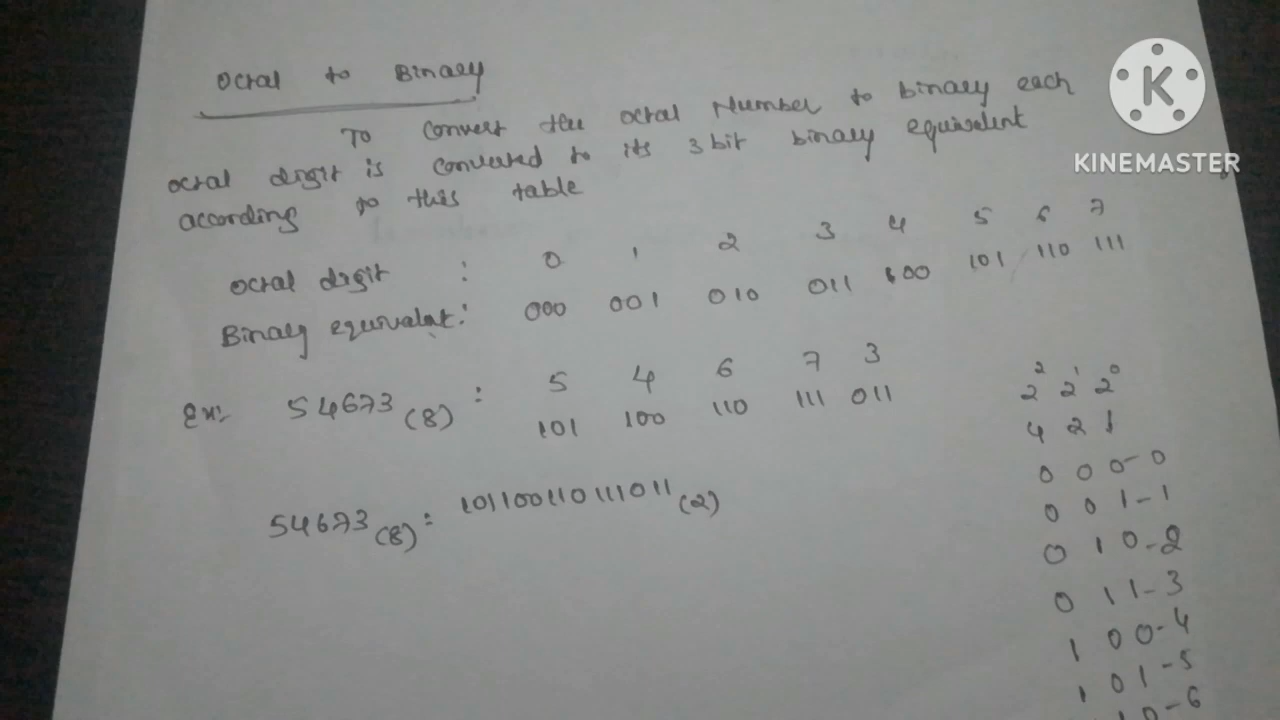 Octal to Binary
To convert the octal Number to binary each
octal digit is converted to its 3 bit binary equivalent
according to this table
Octal digit : 0 1 2 3 4 5 6 7
Binary equivalent: 000 001 010 011 100 101 110 111
Ex:- 54673 (8) : 5 4 6 7 3
101 100 110 111 011
54673 (8) : 101100110111011 (2)
2² 2¹ 2⁰
4 2 1
0 0 0 - 0
0 0 1 - 1
0 1 0 - 2
0 1 1 - 3
1 0 0 - 4
1 0 1 - 5
1 0 - 6
K
KINEMASTER